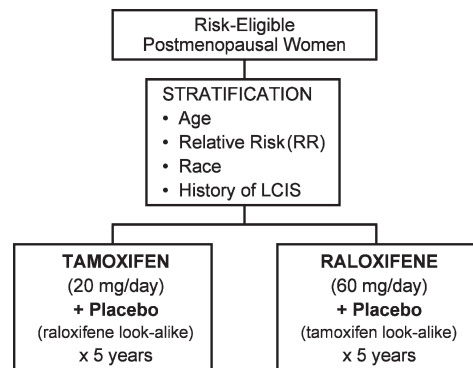 Risk-Eligible
Postmenopausal Women
STRATIFICATION
• Age
• Relative Risk (RR)
• Race
• History of LCIS
TAMOXIFEN
(20 mg/day)
+ Placebo
(raloxifene look-alike)
x 5 years
RALOXIFENE
(60 mg/day)
+ Placebo
(tamoxifen look-alike)
x 5 years